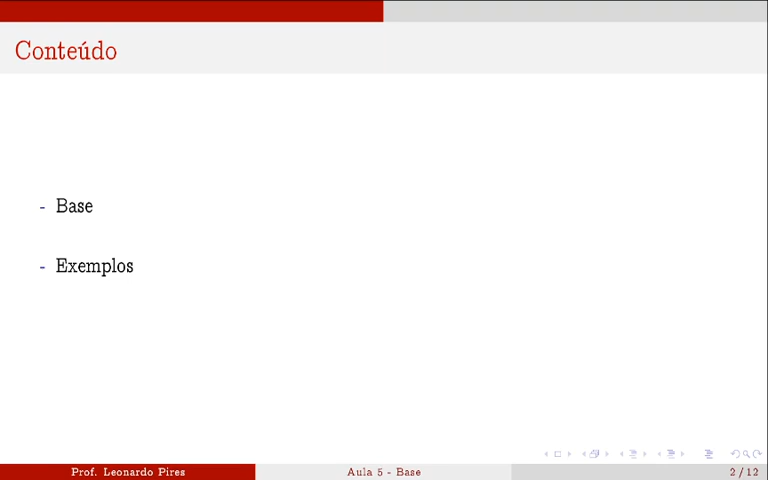 Conteúdo
- Base
- Exemplos
Prof. Leonardo Pires
Aula 5 - Base
2 / 12